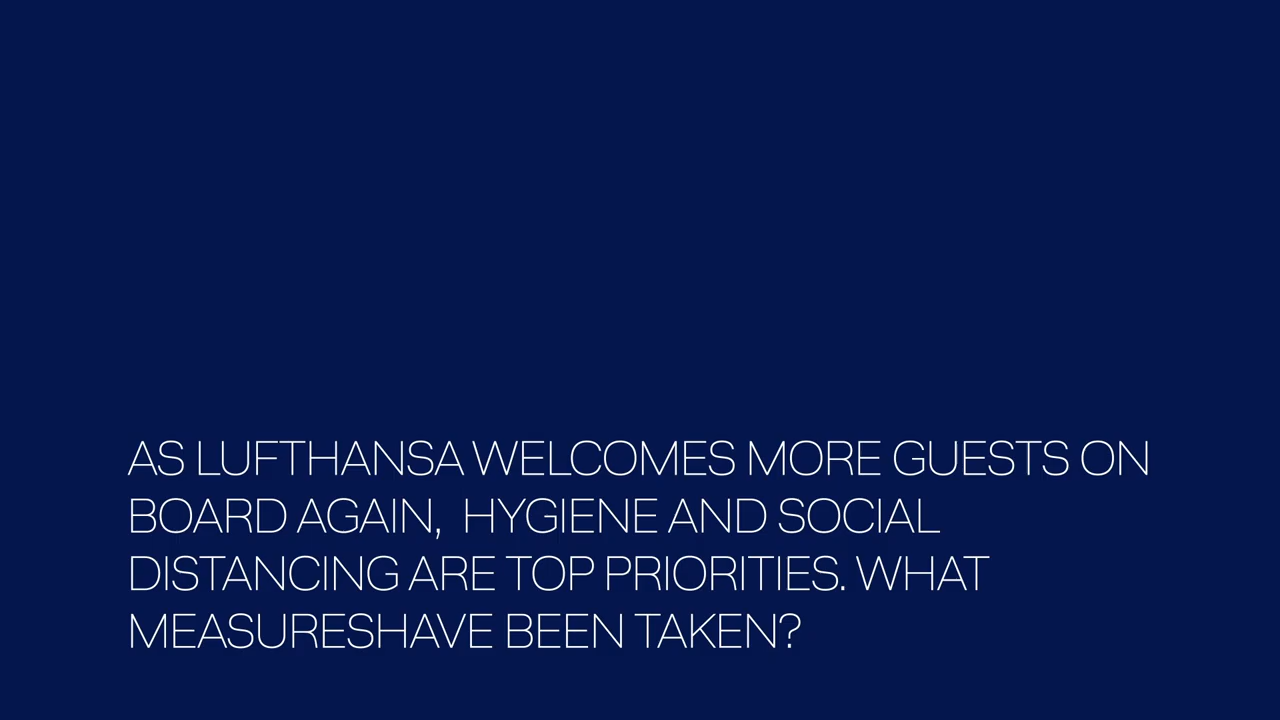 AS LUFTHANSA WELCOMES MORE GUESTS ON
BOARD AGAIN,  HYGIENE AND SOCIAL
DISTANCING ARE TOP PRIORITIES. WHAT
MEASURESHAVE BEEN TAKEN?